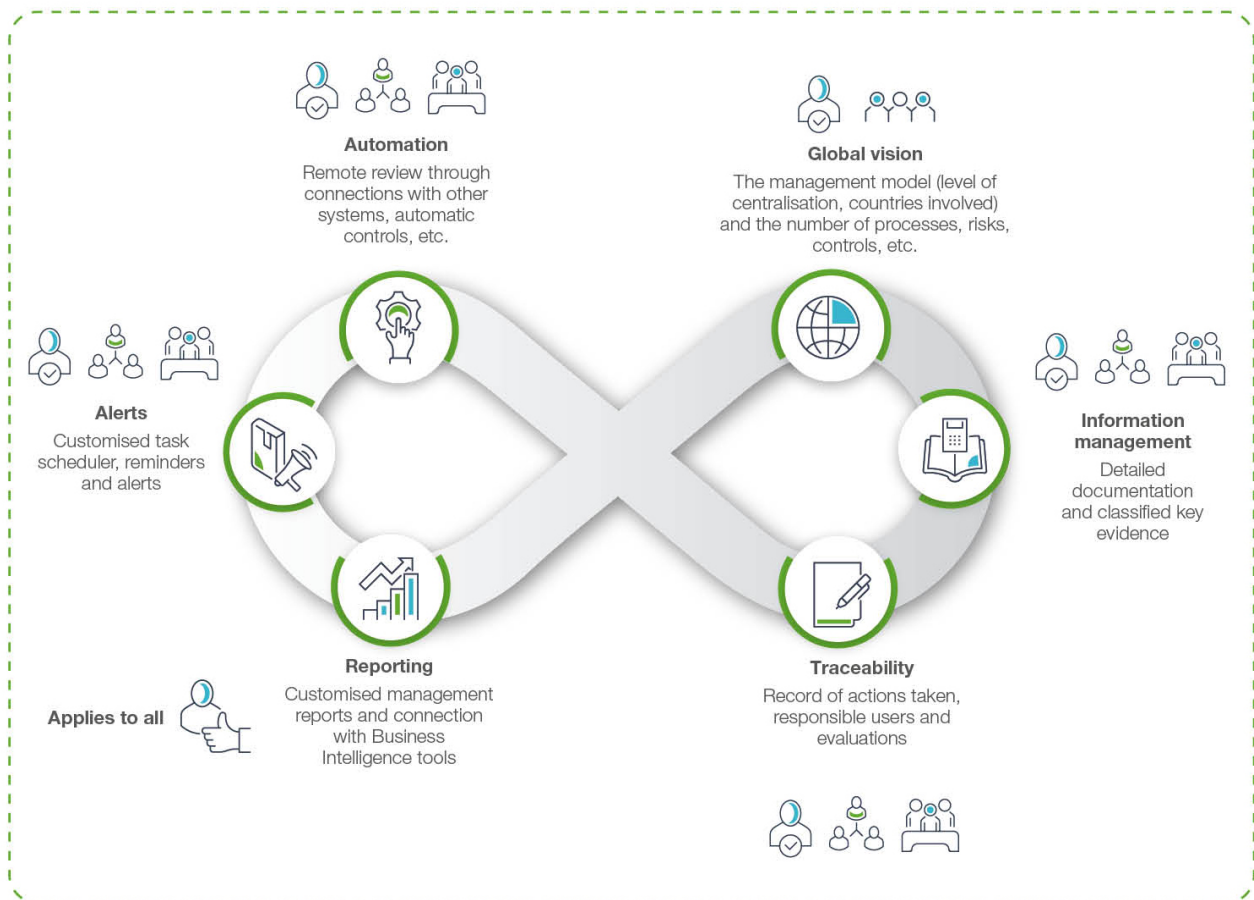 Automation
Remote review through
connections with other
systems, automatic
controls, etc.
Global vision
The management model (level of
centralisation, countries involved)
and the number of processes, risks,
controls, etc.
Alerts
Customised task
scheduler, reminders
and alerts
Information
management
Detailed
documentation
and classified key
evidence
Reporting
Customised management
reports and connection
with Business
Intelligence tools
Applies to all
Traceability
Record of actions taken,
responsible users and
evaluations